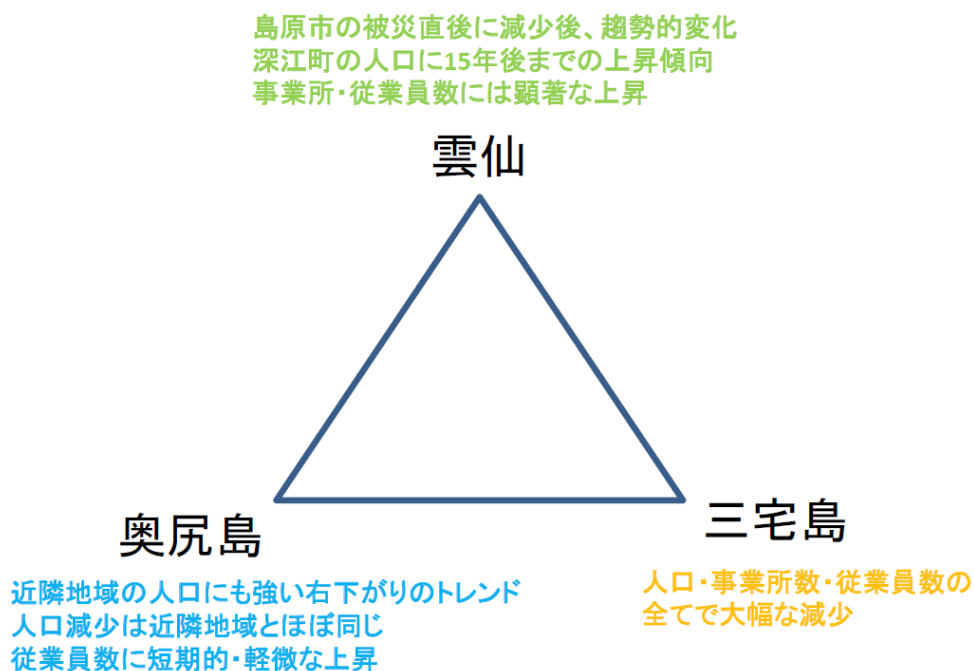 島原市の被災直後に減少後、趨勢的変化
深江町の人口に15年後までの上昇傾向
事業所・従業員数には顕著な上昇
雲仙
奥尻島
三宅島
近隣地域の人口にも強い右下がりのトレンド
人口減少は近隣地域とほぼ同じ
従業員数に短期的・軽微な上昇
人口・事業所数・従業員数の
全てで大幅な減少